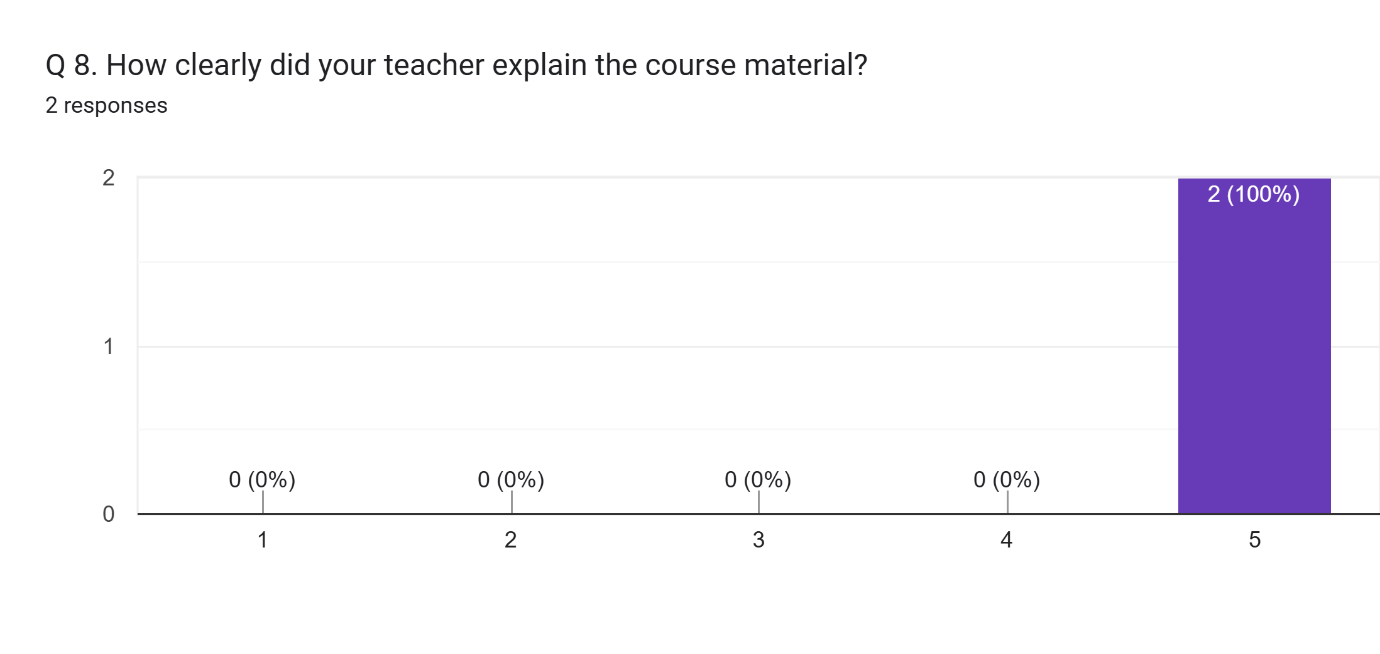 Q 8. How clearly did your teacher explain the course material?
2 responses
2
2 (100%)
1
0 (0%) 0 (0%) 0 (0%) 0 (0%)
0
1 2 3 4 5